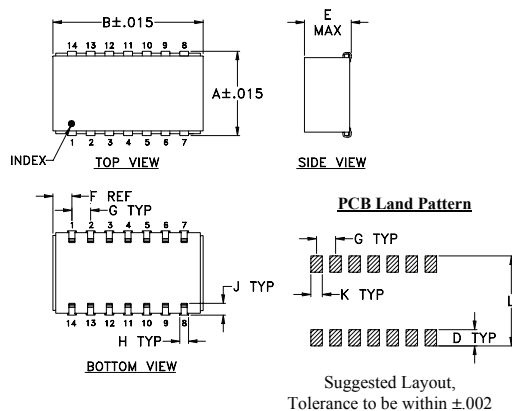 B±.015
14 13 12 11 10 9 8
A±.015
INDEX
1 2 3 4 5 6 7
TOP VIEW
E
MAX
SIDE VIEW
F REF
G TYP
1 2 3 4 5 6 7
J TYP
14 13 12 11 10 9 8
H TYP
BOTTOM VIEW
PCB Land Pattern
G TYP
K TYP
L
D TYP
Suggested Layout,
Tolerance to be within ±.002